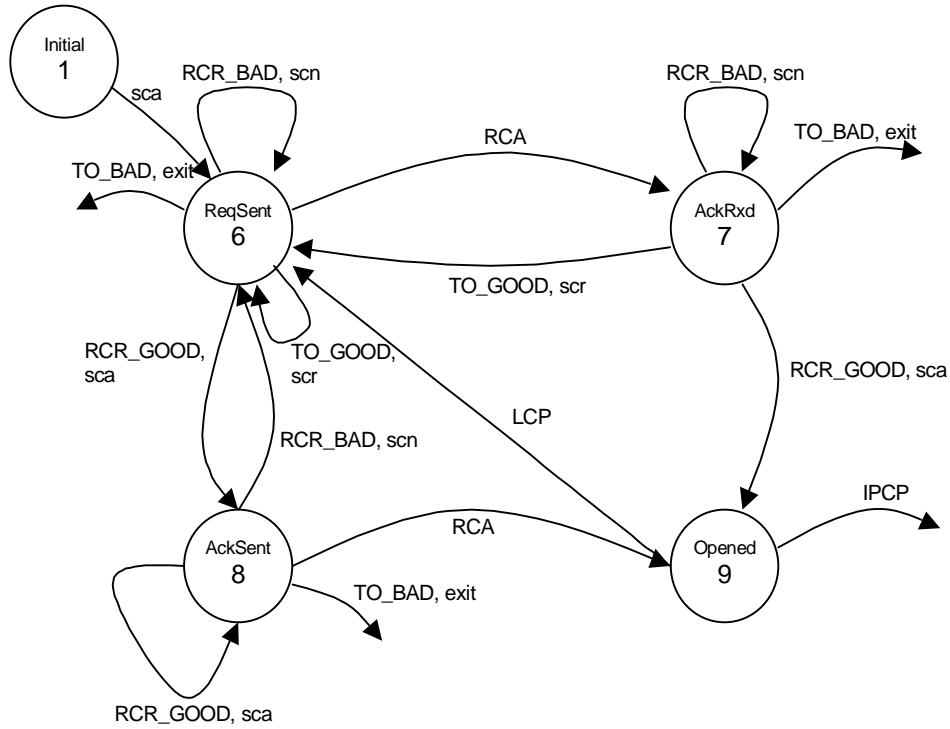 Initial
1
sca
RCR_BAD, scn
RCR_BAD, scn
RCA
TO_BAD, exit
TO_BAD, exit
ReqSent
6
AckRxd
7
TO_GOOD, scr
RCR_GOOD,
sca
TO_GOOD,
scr
RCR_GOOD, sca
LCP
RCR_BAD, scn
IPCP
RCA
AckSent
8
Opened
9
TO_BAD, exit
RCR_GOOD, sca